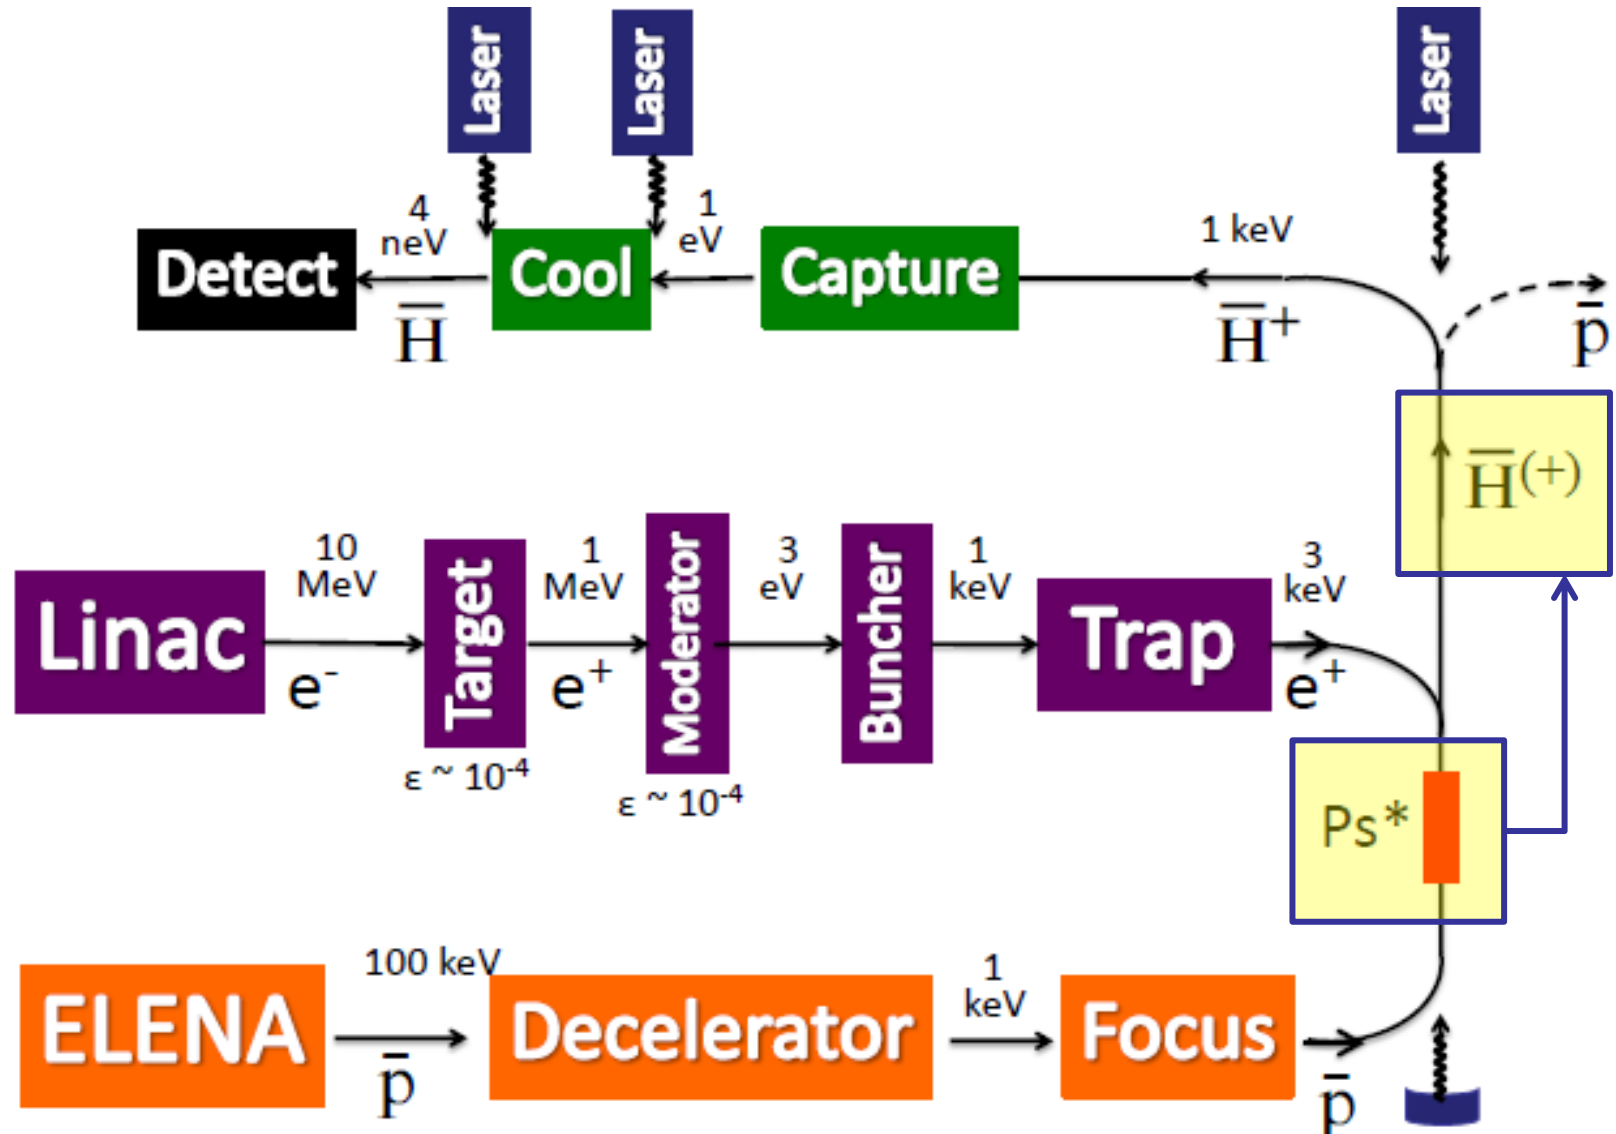 Laser
Laser
Laser
4
neV
1
eV
1 keV
Detect
Cool
Capture
H̅
H̅⁺
p̄
H̅⁽⁺⁾
10
MeV
1
MeV
3
eV
1
keV
3
keV
Linac
Target
Moderator
Buncher
Trap
e⁻
e⁺
e⁺
ε ~ 10⁻⁴
ε ~ 10⁻⁴
Ps*
100 keV
1
keV
ELENA
Decelerator
Focus
p̄
p̄